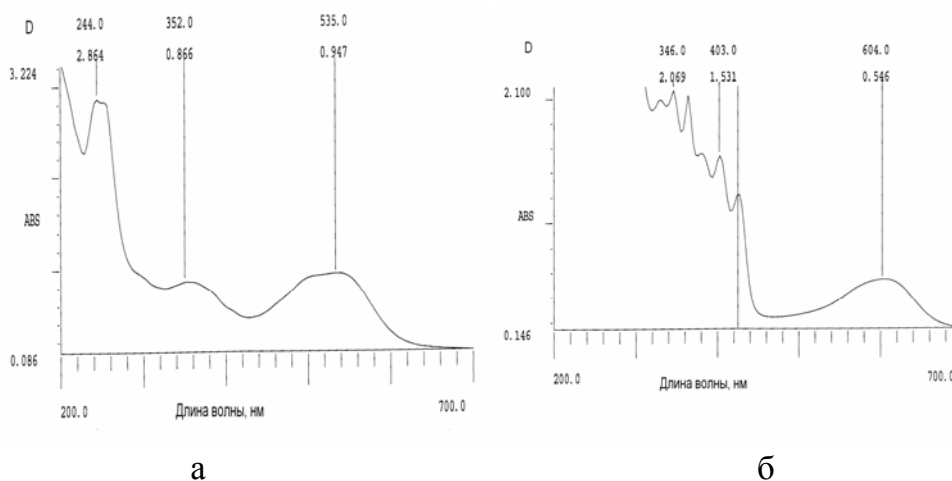 D
244.0 352.0 535.0
2.864 0.866 0.947
3.224
ABS
0.086
200.0 Длина волны, нм 700.0
а
D
346.0 403.0 604.0
2.069 1.531 0.546
2.100
ABS
0.146
200.0 Длина волны, нм 700.0
б